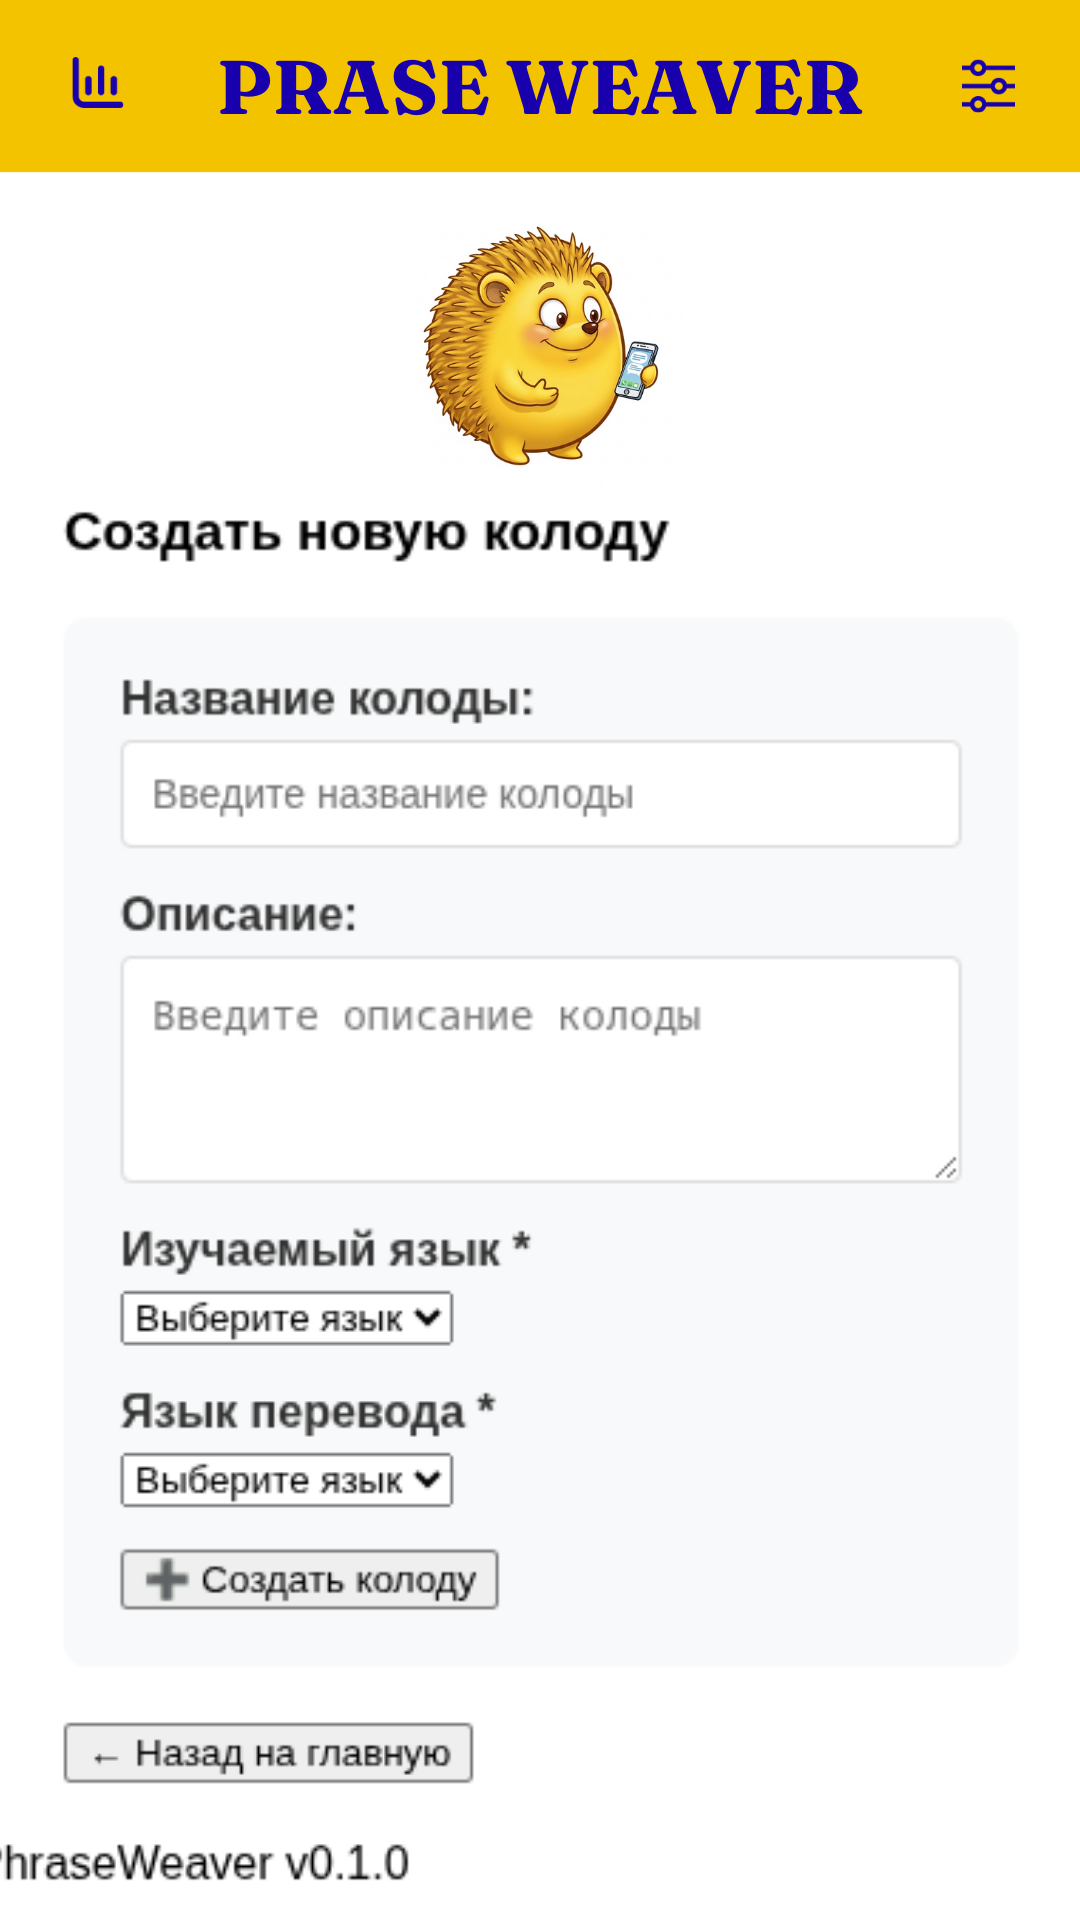 PRASE WEAVER
Создать новую колоду
Название колоды:
Введите название колоды
Описание:
Введите описание колоды
Изучаемый язык *
Выберите язык
Язык перевода *
Выберите язык
➕ Создать колоду
← Назад на главную
PhraseWeaver v0.1.0